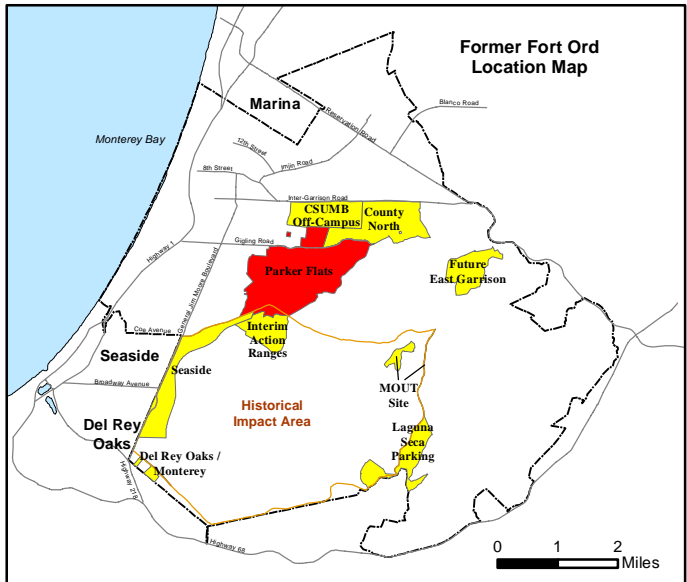 Former Fort Ord
Location Map
Marina
Monterey Bay
Blanco Road
Reservation Road
12th Street
Imjin Road
8th Street
Inter-Garrison Road
CSUMB
Off-Campus
County
North
Gigling Road
Highway 1
General Jim Moore Boulevard
Parker Flats
Future
East Garrison
Coe Avenue
Interim
Action
Ranges
Seaside
Seaside
Broadway Avenue
MOUT
Site
Historical
Impact Area
Del Rey
Oaks
Laguna
Seca
Parking
Del Rey Oaks /
Monterey
Highway 218
Highway 68
0 1 2
Miles